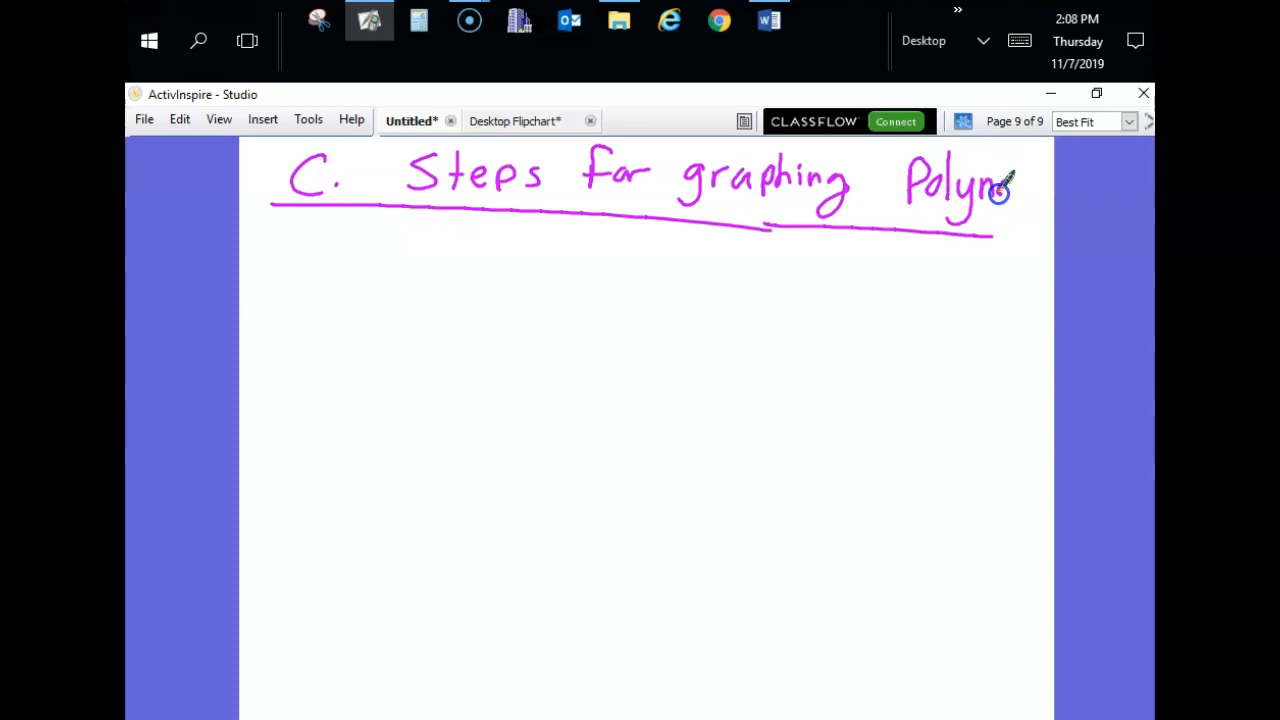 2:08 PM
Desktop
Thursday
11/7/2019
ActivInspire - Studio
File Edit View Insert Tools Help Untitled* Desktop Flipchart* CLASSFLOW Connect Page 9 of 9 Best Fit
C. Steps for graphing Polyno